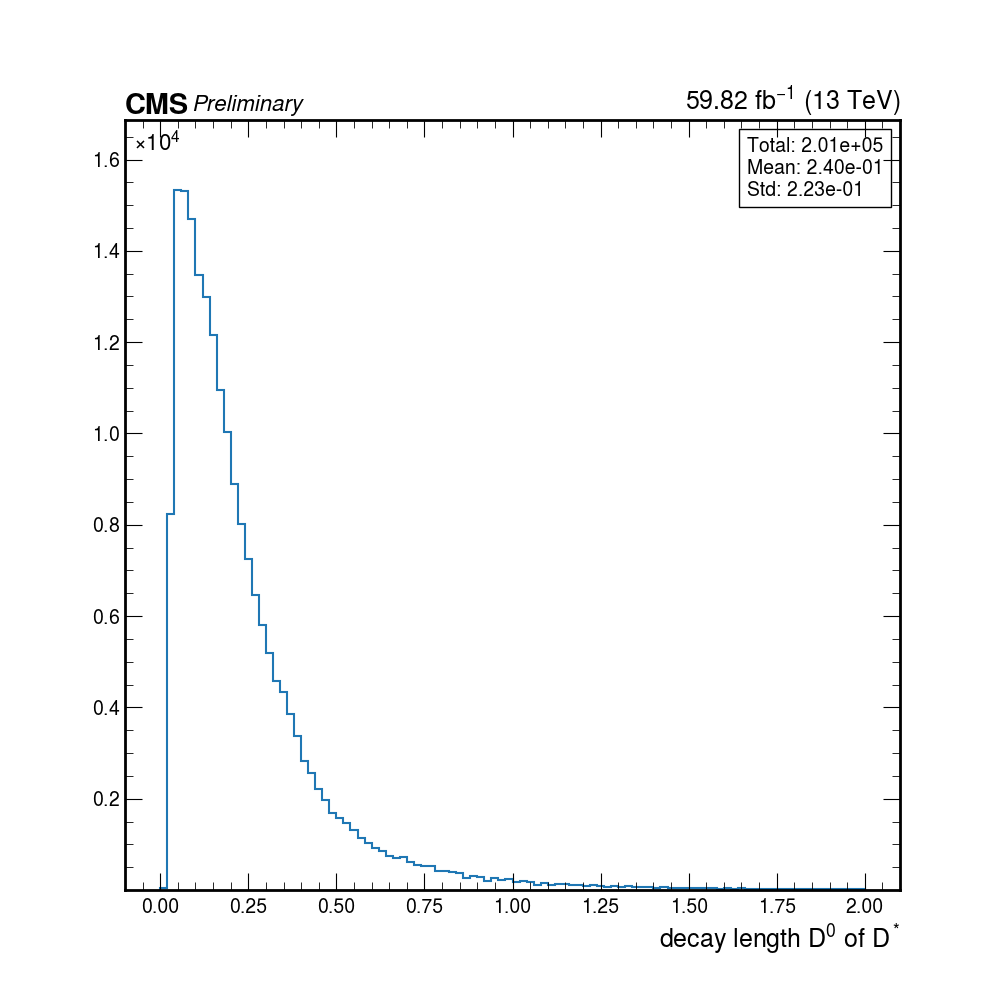 CMS Preliminary
59.82 fb⁻¹ (13 TeV)
×10⁴
Total: 2.01e+05
Mean: 2.40e-01
Std: 2.23e-01
1.6
1.4
1.2
1.0
0.8
0.6
0.4
0.2
0.00 0.25 0.50 0.75 1.00 1.25 1.50 1.75 2.00
decay length D⁰ of D*